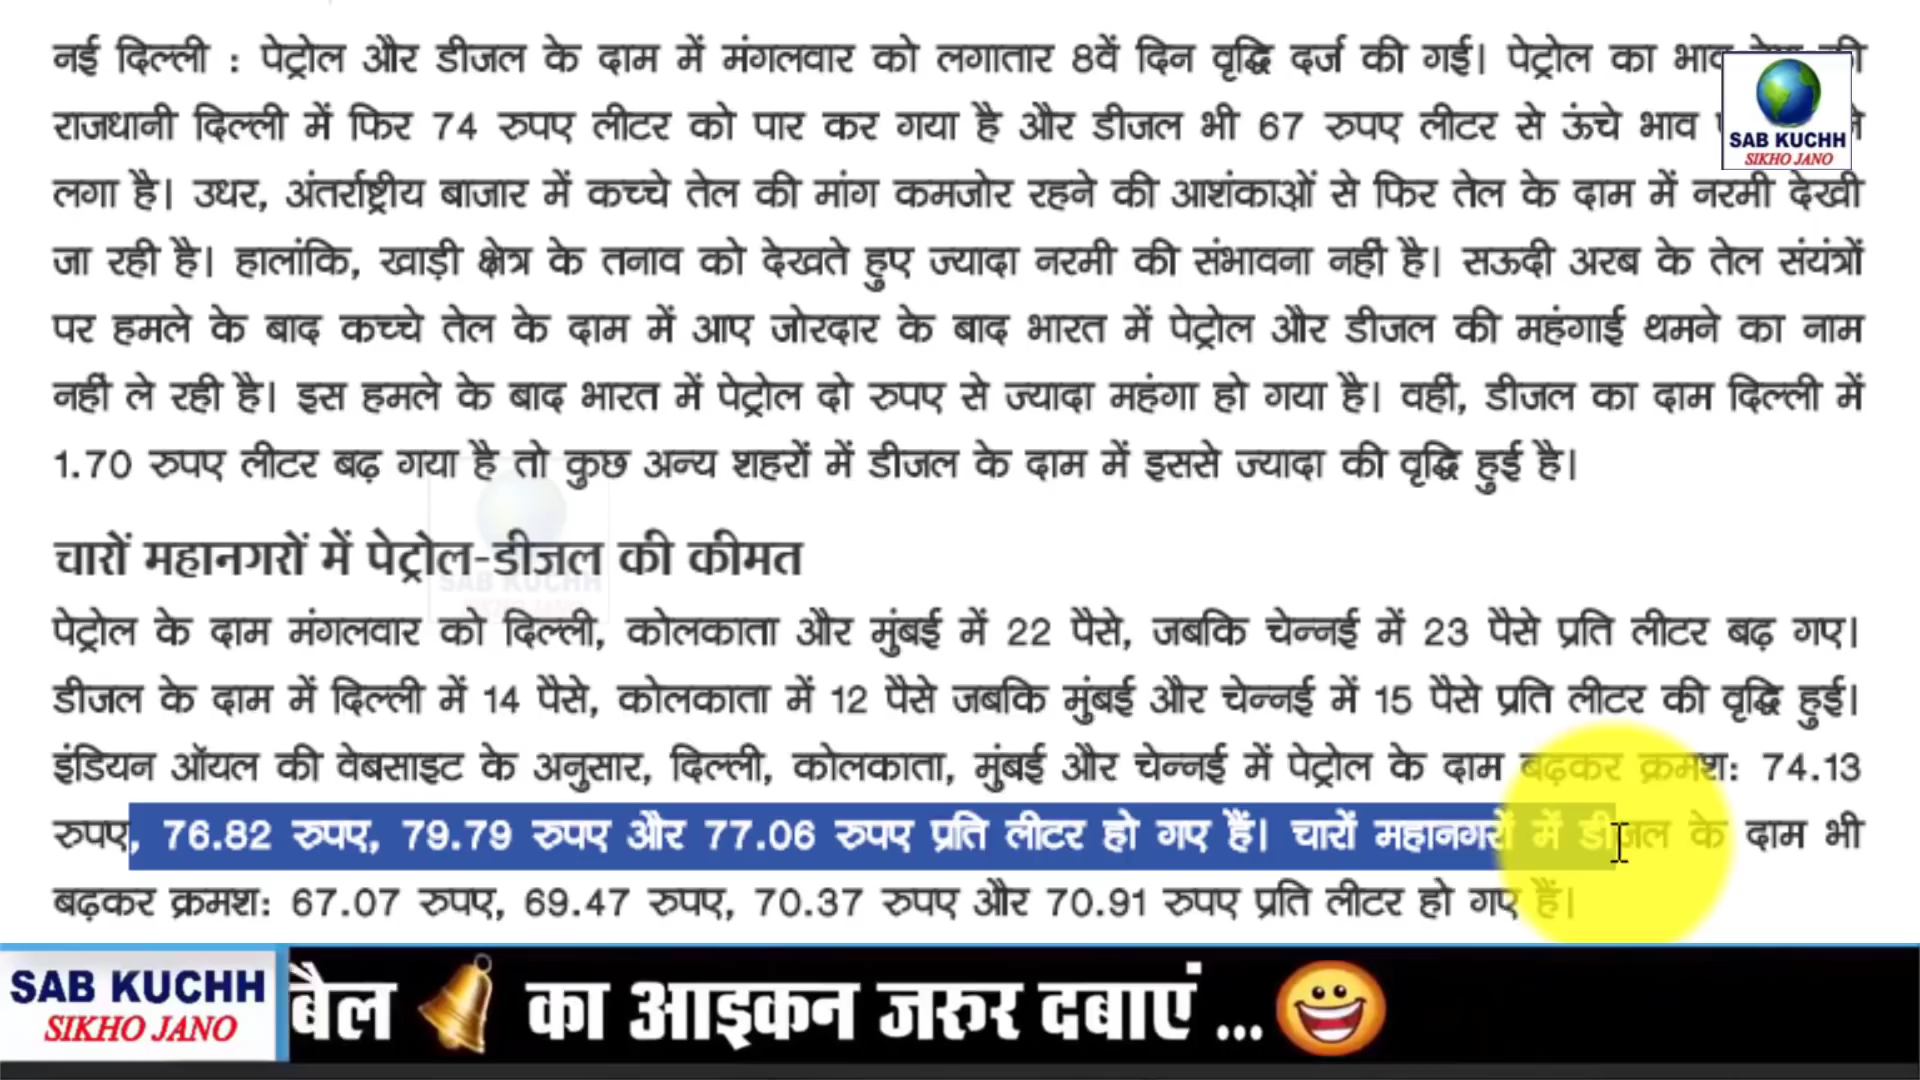 नई दिल्ली : पेट्रोल और डीजल के दाम में मंगलवार को लगातार 8वें दिन वृद्धि दर्ज की गई। पेट्रोल का भाव
राजधानी दिल्ली में फिर 74 रुपए लीटर को पार कर गया है और डीजल भी 67 रुपए लीटर से ऊंचे भाव
SAB KUCHH
SIKHO JANO
लगा है। उधर, अंतर्राष्ट्रीय बाजार में कच्चे तेल की मांग कमजोर रहने की आशंकाओं से फिर तेल के दाम में नरमी देखी
जा रही है। हालांकि, खाड़ी क्षेत्र के तनाव को देखते हुए ज्यादा नरमी की संभावना नहीं है। सऊदी अरब के तेल संयंत्रों
पर हमले के बाद कच्चे तेल के दाम में आए जोरदार के बाद भारत में पेट्रोल और डीजल की महंगाई थमने का नाम
नहीं ले रही है। इस हमले के बाद भारत में पेट्रोल दो रुपए से ज्यादा महंगा हो गया है। वहीं, डीजल का दाम दिल्ली में
1.70 रुपए लीटर बढ़ गया है तो कुछ अन्य शहरों में डीजल के दाम में इससे ज्यादा की वृद्धि हुई है।
चारों महानगरों में पेट्रोल-डीजल की कीमत
SAB KUCHH
SIKHO JANO
पेट्रोल के दाम मंगलवार को दिल्ली, कोलकाता और मुंबई में 22 पैसे, जबकि चेन्नई में 23 पैसे प्रति लीटर बढ़ गए।
डीजल के दाम में दिल्ली में 14 पैसे, कोलकाता में 12 पैसे जबकि मुंबई और चेन्नई में 15 पैसे प्रति लीटर की वृद्धि हुई।
इंडियन ऑयल की वेबसाइट के अनुसार, दिल्ली, कोलकाता, मुंबई और चेन्नई में पेट्रोल के दाम बढ़कर क्रमश: 74.13
रुपए, 76.82 रुपए, 79.79 रुपए और 77.06 रुपए प्रति लीटर हो गए हैं। चारों महानगरों में डीजल के दाम भी
बढ़कर क्रमश: 67.07 रुपए, 69.47 रुपए, 70.37 रुपए और 70.91 रुपए प्रति लीटर हो गए हैं।
SAB KUCHH
SIKHO JANO
बैल का आइकन जरुर दबाएं ...